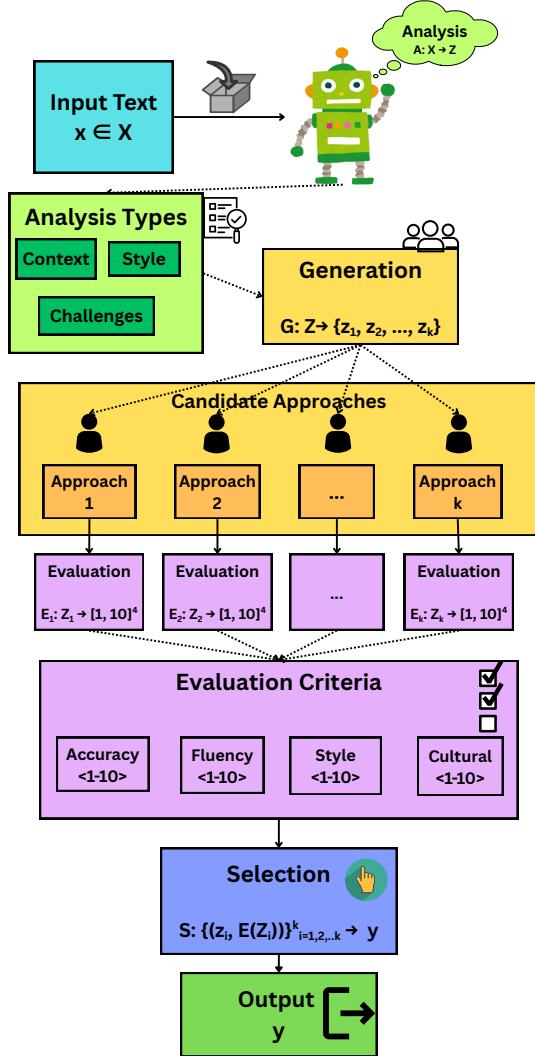 Analysis
A: X → Z
Input Text
x ∈ X
Analysis Types
Context
Style
Challenges
Generation
G: Z→ {z₁, z₂, ..., zₖ}
Candidate Approaches
Approach
1
Approach
2
...
Approach
k
Evaluation
E₁: Z₁ → [1, 10]⁴
Evaluation
E₂: Z₂ → [1, 10]⁴
...
Evaluation
Eₖ: Zₖ → [1, 10]⁴
Evaluation Criteria
Accuracy
<1-10>
Fluency
<1-10>
Style
<1-10>
Cultural
<1-10>
Selection
S: {(zᵢ, E(Zᵢ))}ᵏᵢ₌₁,₂,..ₖ → y
Output
y